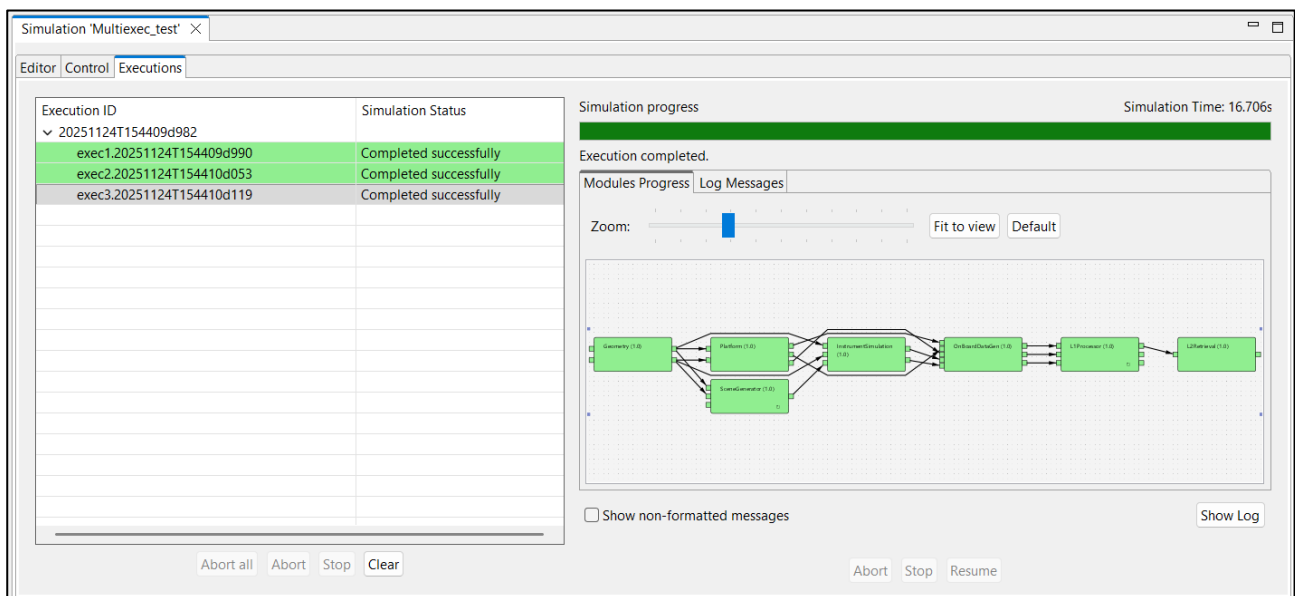 Simulation 'Multiexec_test'
Editor Control Executions
Execution ID Simulation Status
20251124T154409d982
exec1.20251124T154409d990 Completed successfully
exec2.20251124T154410d053 Completed successfully
exec3.20251124T154410d119 Completed successfully
Abort all Abort Stop Clear
Simulation progress Simulation Time: 16.706s
Execution completed.
Modules Progress Log Messages
Zoom: Fit to view Default
Geometry (1.0)
Platform (1.0)
InstrumentSimulation
(1.0)
OnBoardDataGen (1.0)
L1Processor (1.0)
L2Retrieval (1.0)
SceneGenerator (1.0)
Show non-formatted messages Show Log
Abort Stop Resume